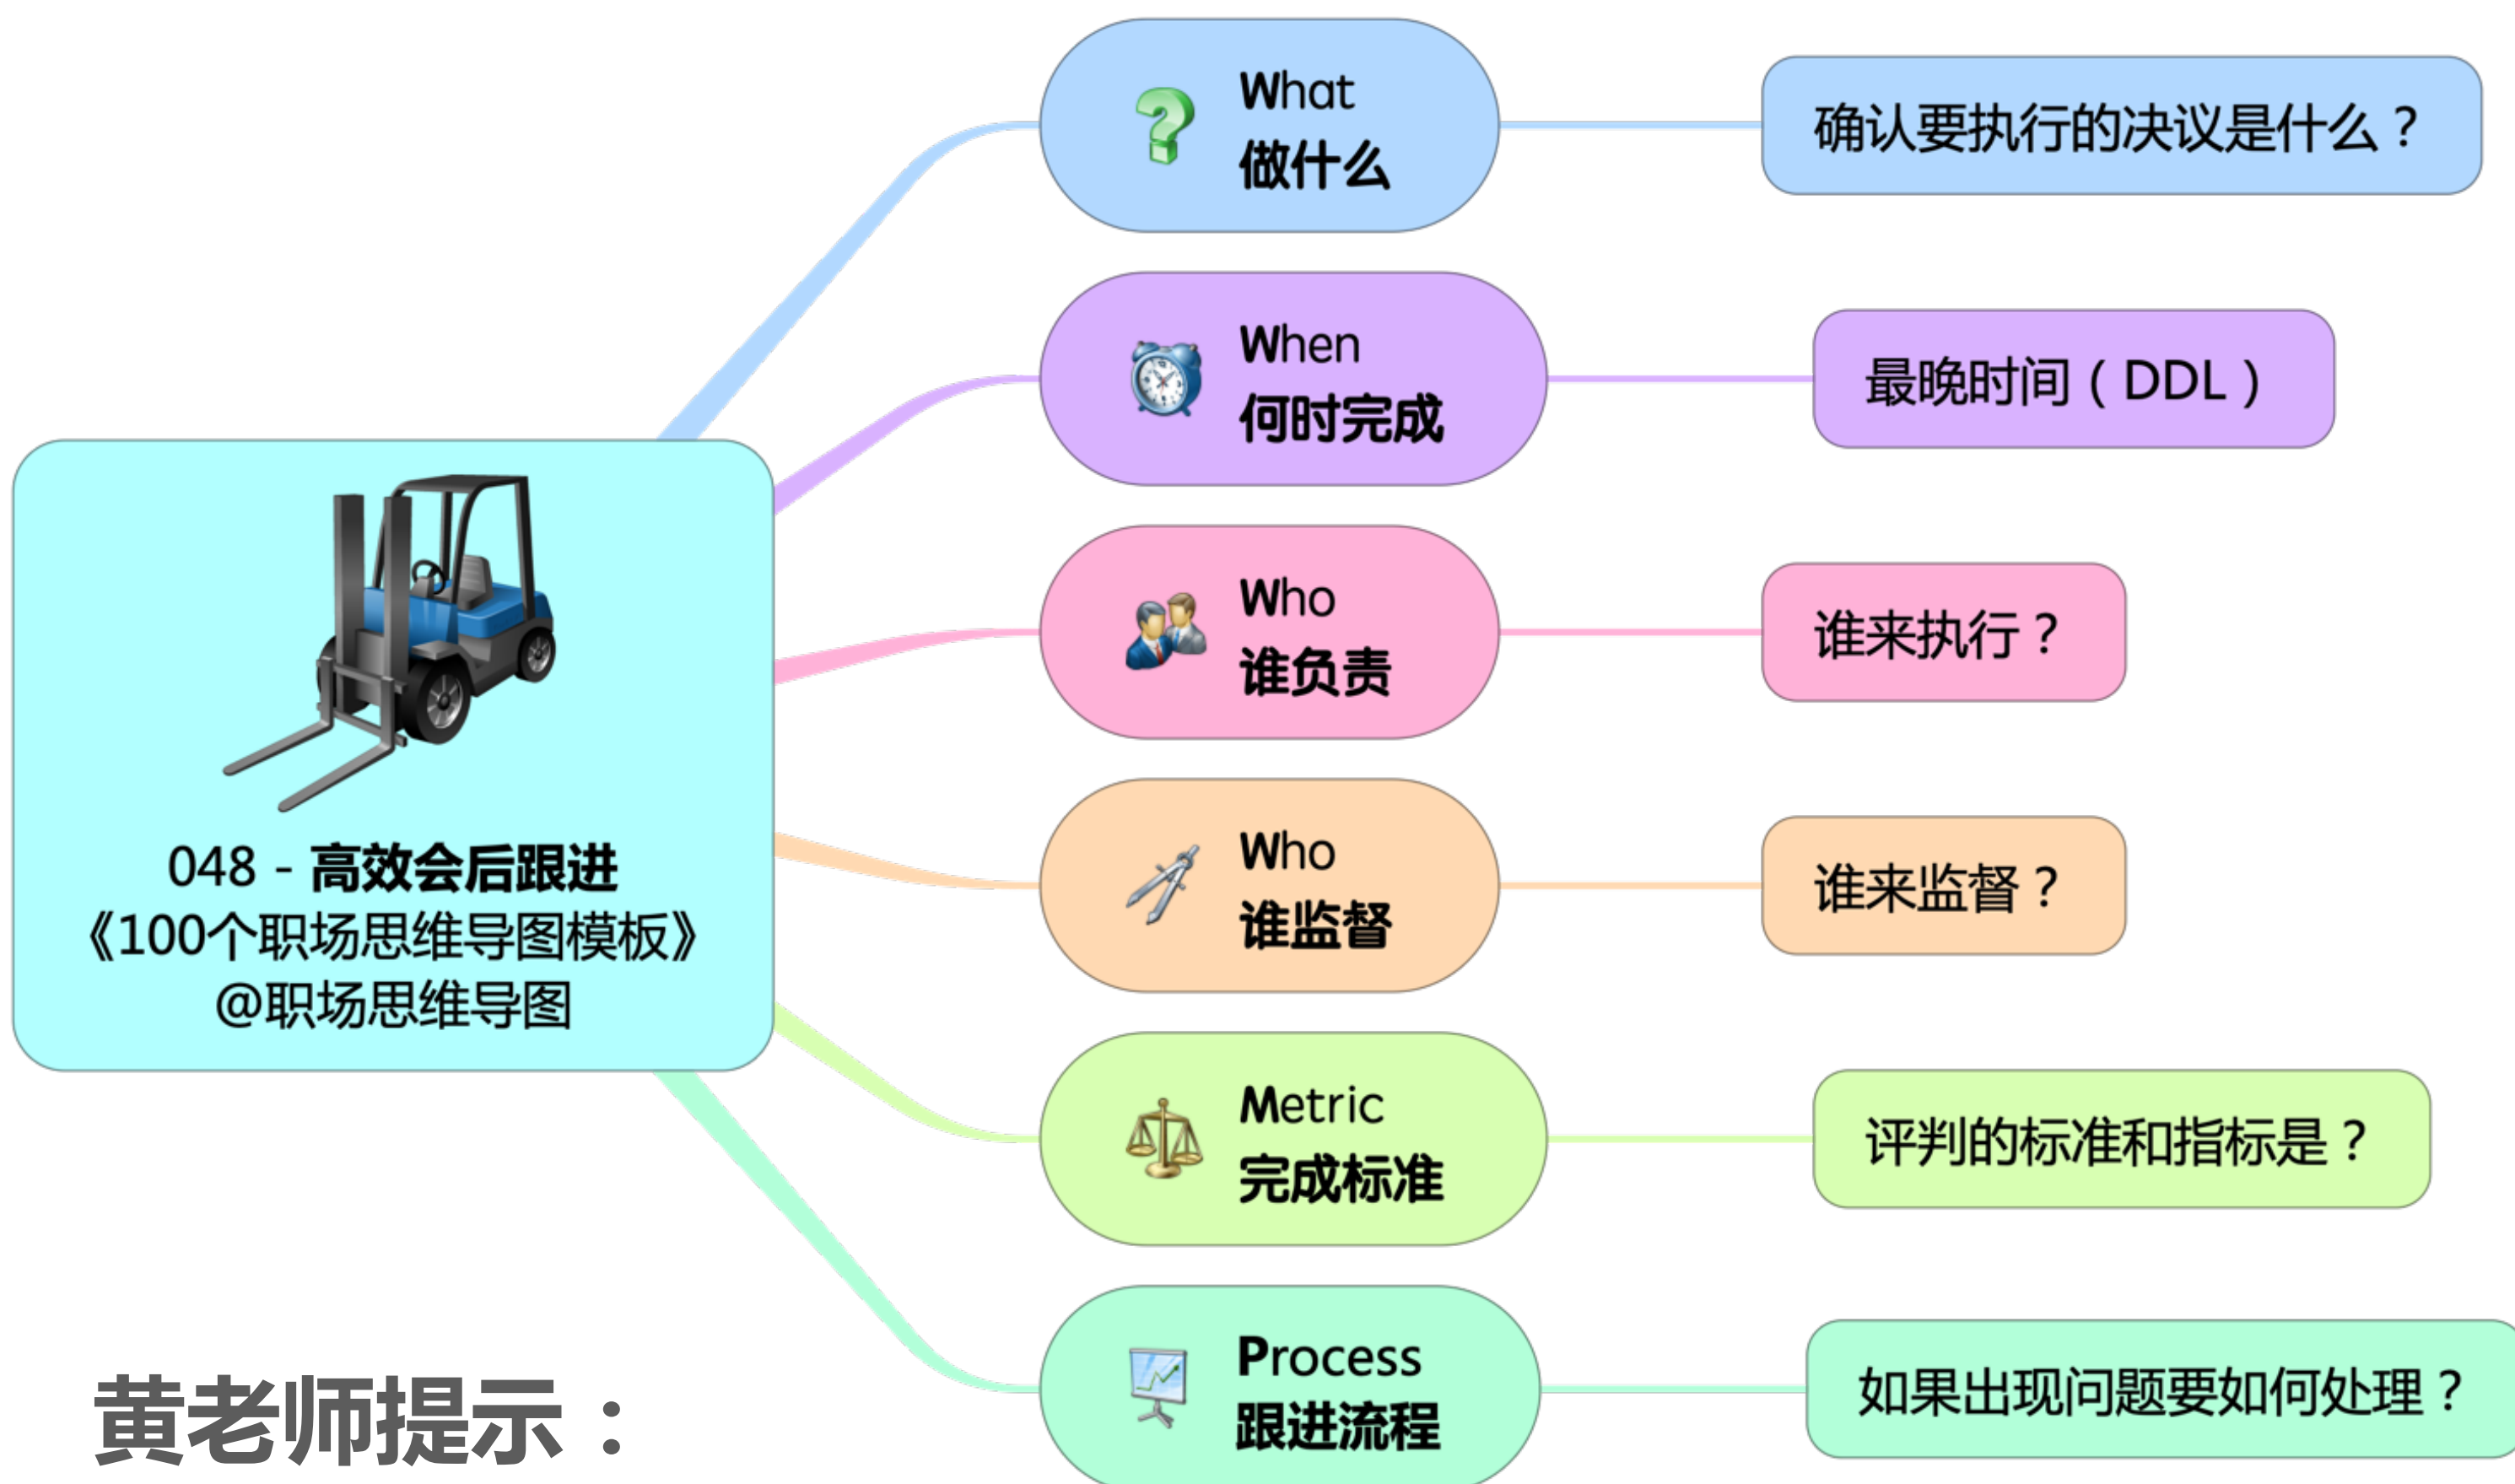 What
做什么
确认要执行的决议是什么？
When
何时完成
最晚时间（DDL）
Who
谁负责
谁来执行？
048 - 高效会后跟进
《100个职场思维导图模板》
@职场思维导图
Who
谁监督
谁来监督？
Metric
完成标准
评判的标准和指标是？
Process
跟进流程
如果出现问题要如何处理？
黄老师提示：